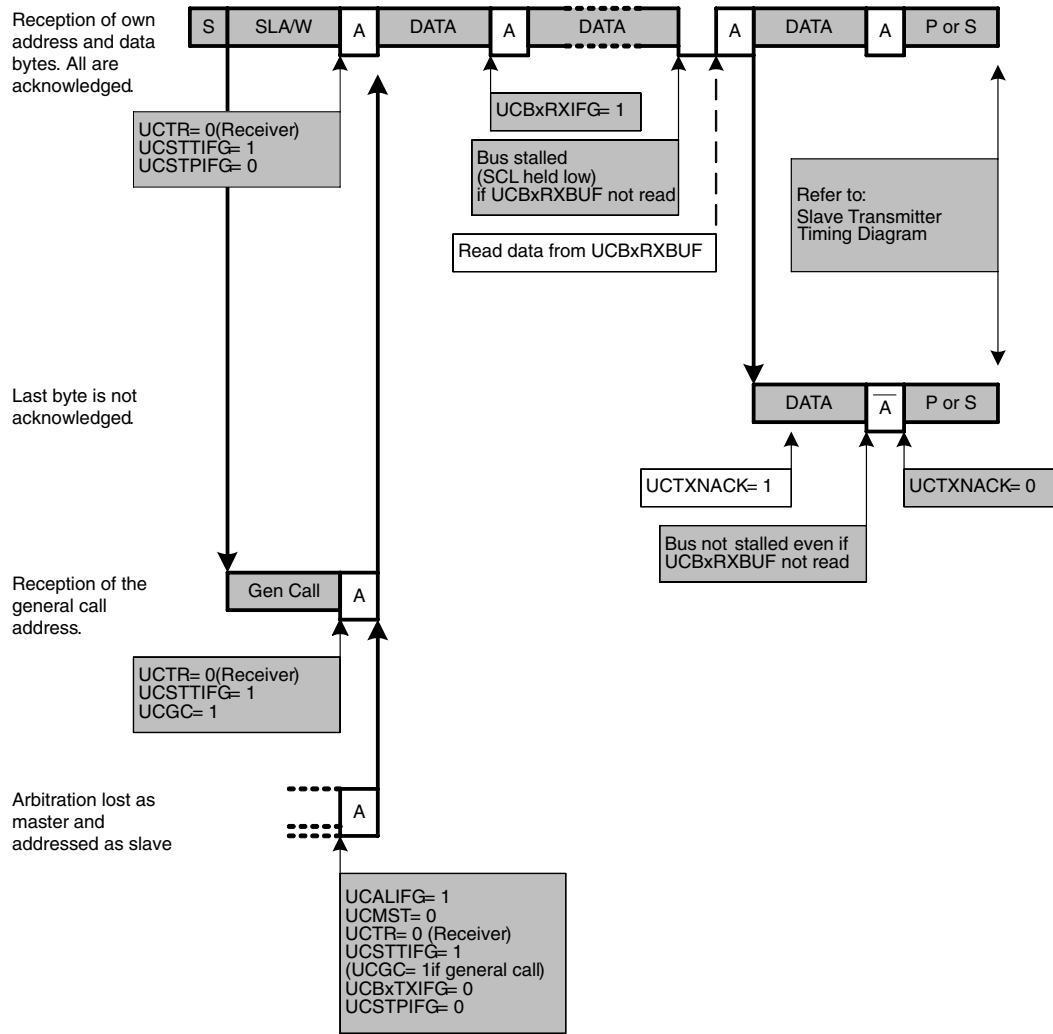 Reception of own
address and data
bytes. All are
acknowledged.
S SLA/W A DATA A DATA A DATA A P or S
UCTR= 0(Receiver)
UCSTTIFG= 1
UCSTPIFG= 0
UCBxRXIFG= 1
Bus stalled
(SCL held low)
if UCBxRXBUF not read
Read data from UCBxRXBUF
Refer to:
Slave Transmitter
Timing Diagram
Last byte is not
acknowledged.
DATA A P or S
UCTXNACK= 1
UCTXNACK= 0
Bus not stalled even if
UCBxRXBUF not read
Reception of the
general call
address.
Gen Call A
UCTR= 0(Receiver)
UCSTTIFG= 1
UCGC= 1
Arbitration lost as
master and
addressed as slave
A
UCALIFG= 1
UCMST= 0
UCTR= 0 (Receiver)
UCSTTIFG= 1
(UCGC= 1if general call)
UCBxTXIFG= 0
UCSTPIFG= 0